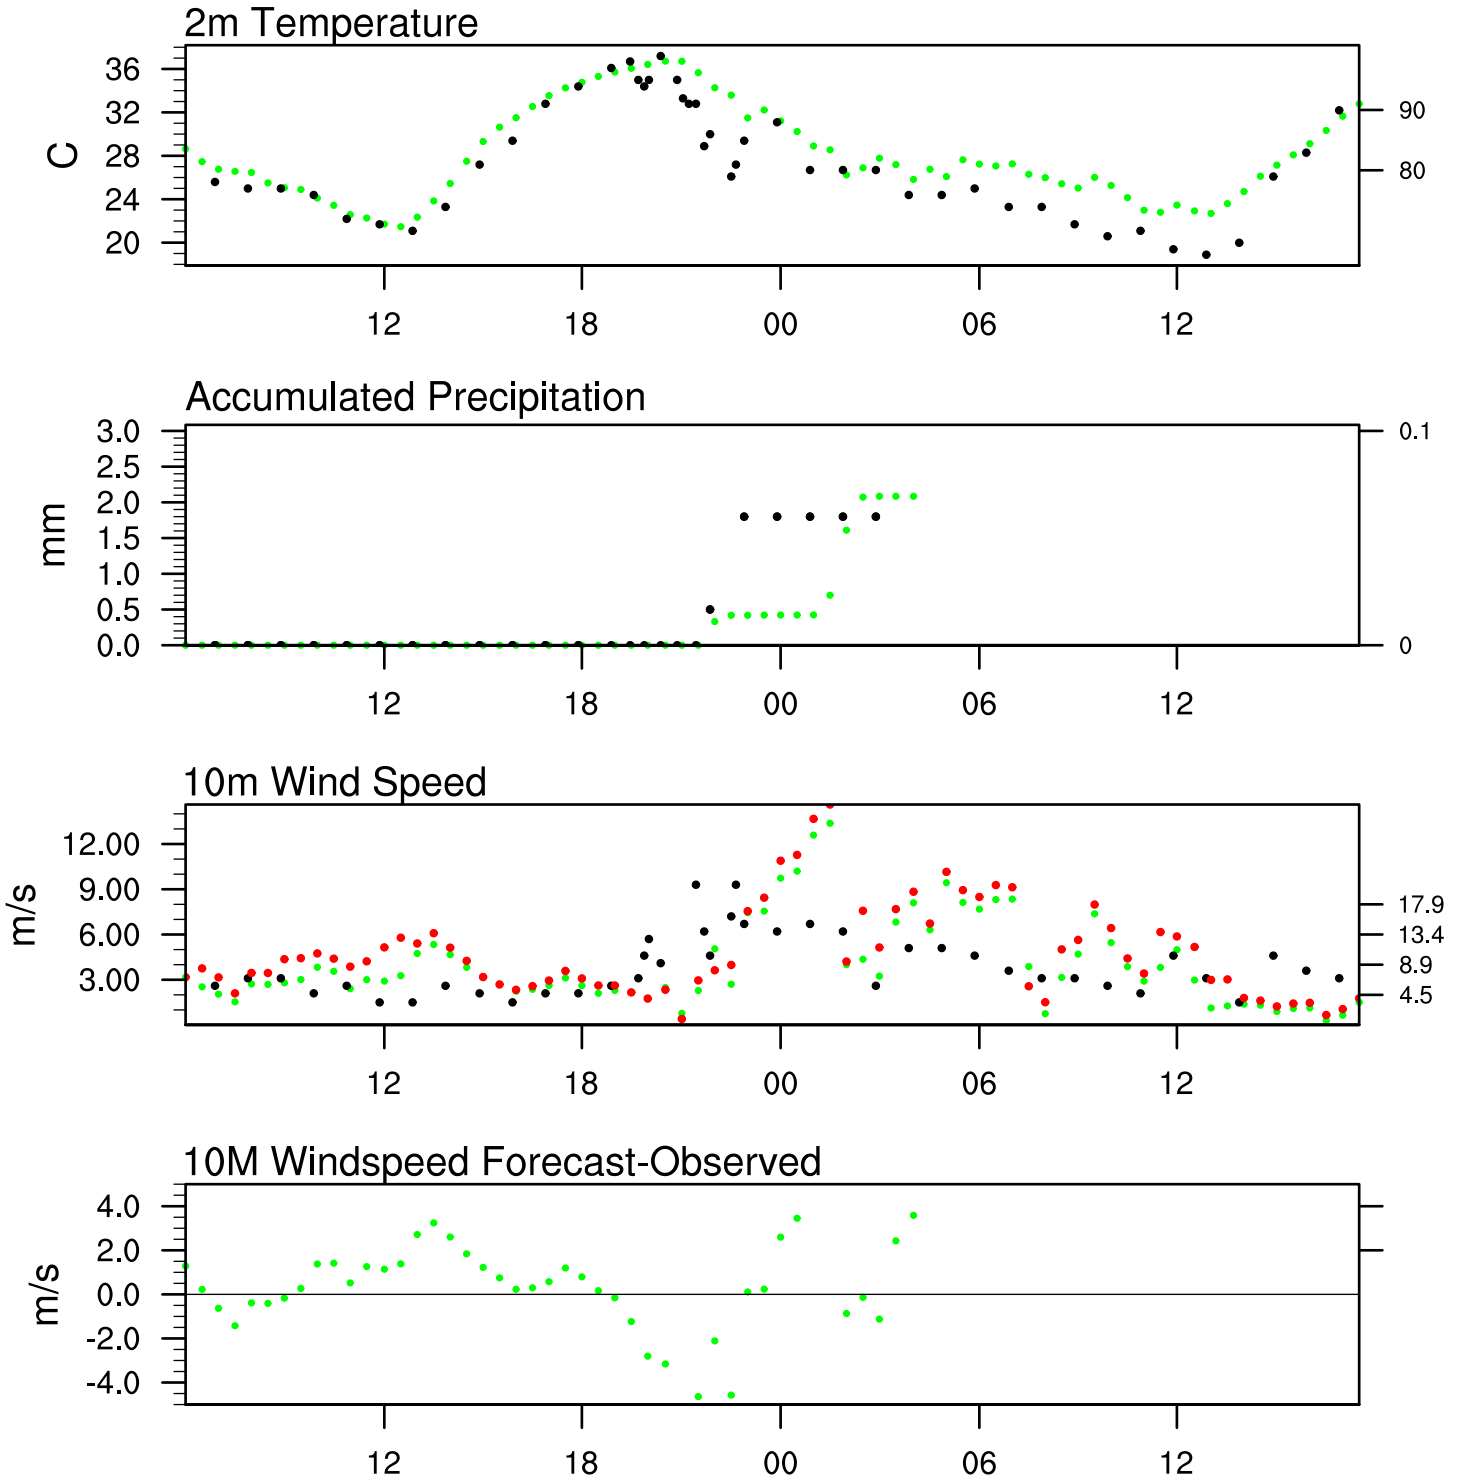 2m Temperature
36
32
28
24
20
C
90
80
12 18 00 06 12
Accumulated Precipitation
3.0
2.5
2.0
1.5
1.0
0.5
0.0
mm
0.1
0
12 18 00 06 12
10m Wind Speed
12.00
9.00
6.00
3.00
m/s
17.9
13.4
8.9
4.5
12 18 00 06 12
10M Windspeed Forecast-Observed
4.0
2.0
0.0
-2.0
-4.0
m/s
12 18 00 06 12